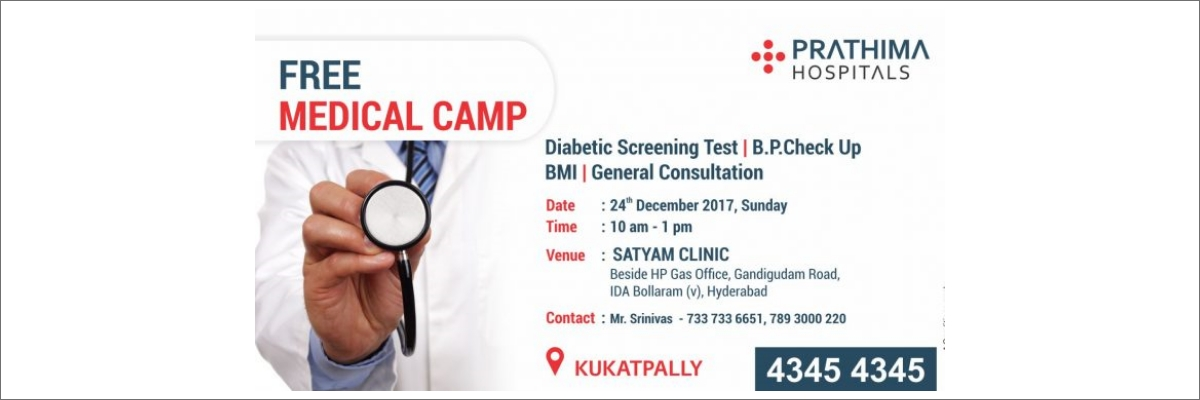 FREE
MEDICAL CAMP
PRATHIMA
HOSPITALS
Diabetic Screening Test | B.P.Check Up
BMI | General Consultation
Date : 24th December 2017, Sunday
Time : 10 am - 1 pm
Venue : SATYAM CLINIC
Beside HP Gas Office, Gandigudam Road,
IDA Bollaram (v), Hyderabad
Contact : Mr. Srinivas - 733 733 6651, 789 3000 220
KUKATPALLY
4345 4345